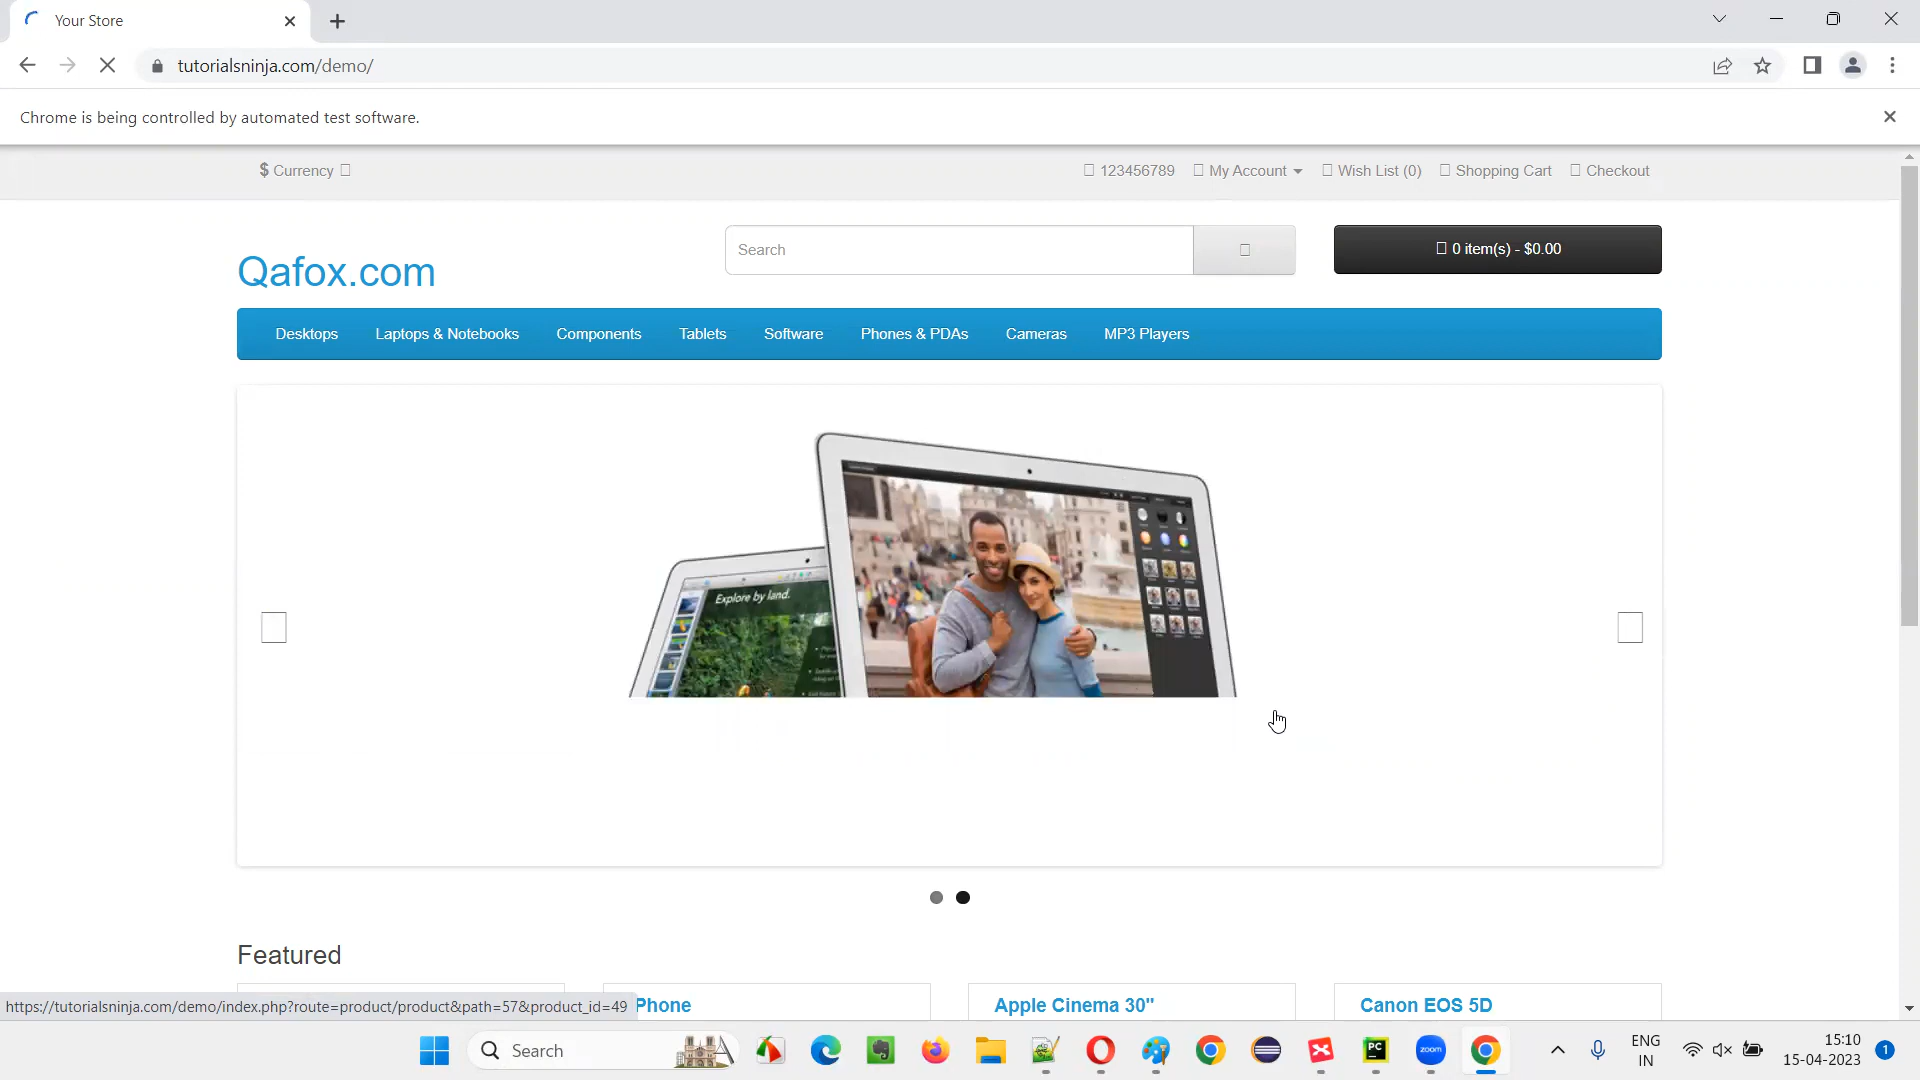 Your Store
tutorialsninja.com/demo/
Chrome is being controlled by automated test software.
$ Currency
123456789 My Account Wish List (0) Shopping Cart Checkout
Qafox.com
Search
0 item(s) - $0.00
Desktops Laptops & Notebooks Components Tablets Software Phones & PDAs Cameras MP3 Players
Explore by land.
Featured
https://tutorialsninja.com/demo/index.php?route=product/product&path=57&product_id=49
Phone
Apple Cinema 30"
Canon EOS 5D
Search
PC
zoom
ENG
IN
15:10
15-04-2023
1